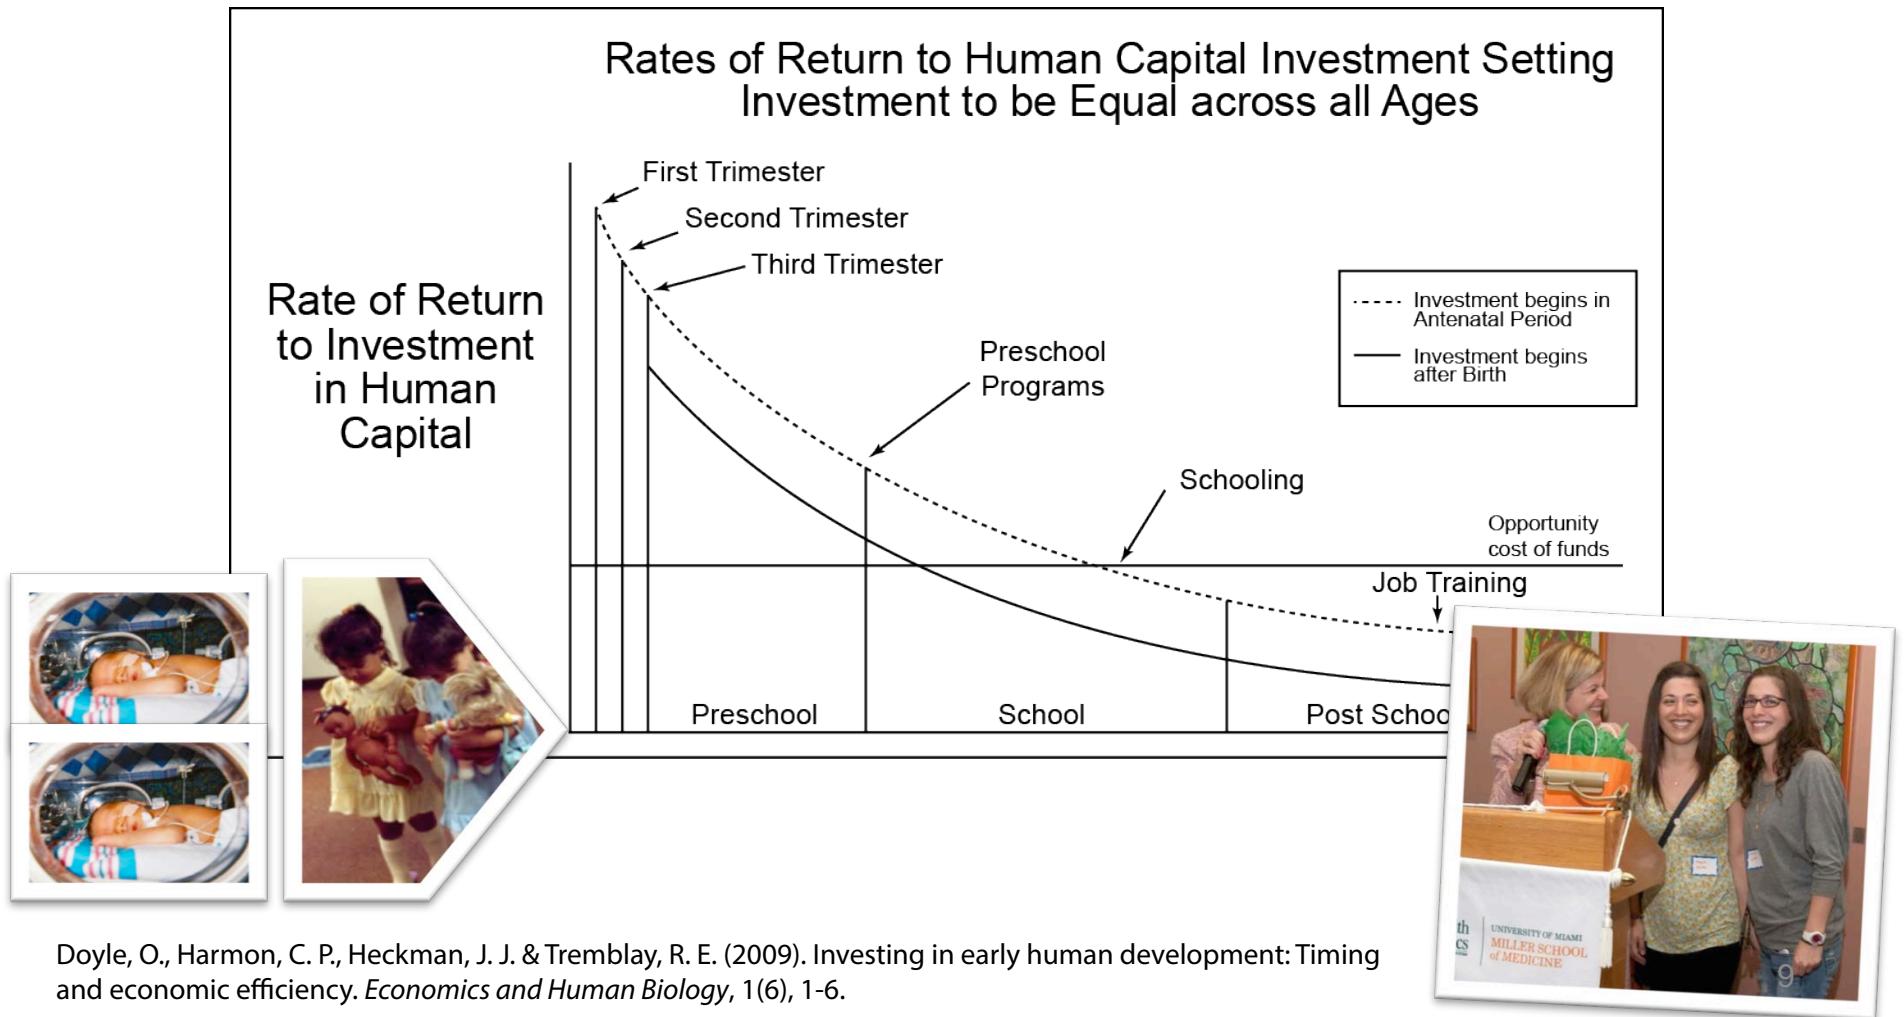 Rates of Return to Human Capital Investment Setting
Investment to be Equal across all Ages
First Trimester
Second Trimester
Third Trimester
Rate of Return
to Investment
in Human
Capital
Investment begins in
Antenatal Period
Investment begins
after Birth
Preschool
Programs
Schooling
Opportunity
cost of funds
Job Training
Preschool
School
Post Schoo
th
cs
UNIVERSITY OF MIAMI
MILLER SCHOOL
of MEDICINE
9
Doyle, O., Harmon, C. P., Heckman, J. J. & Tremblay, R. E. (2009). Investing in early human development: Timing
and economic efficiency. Economics and Human Biology, 1(6), 1-6.